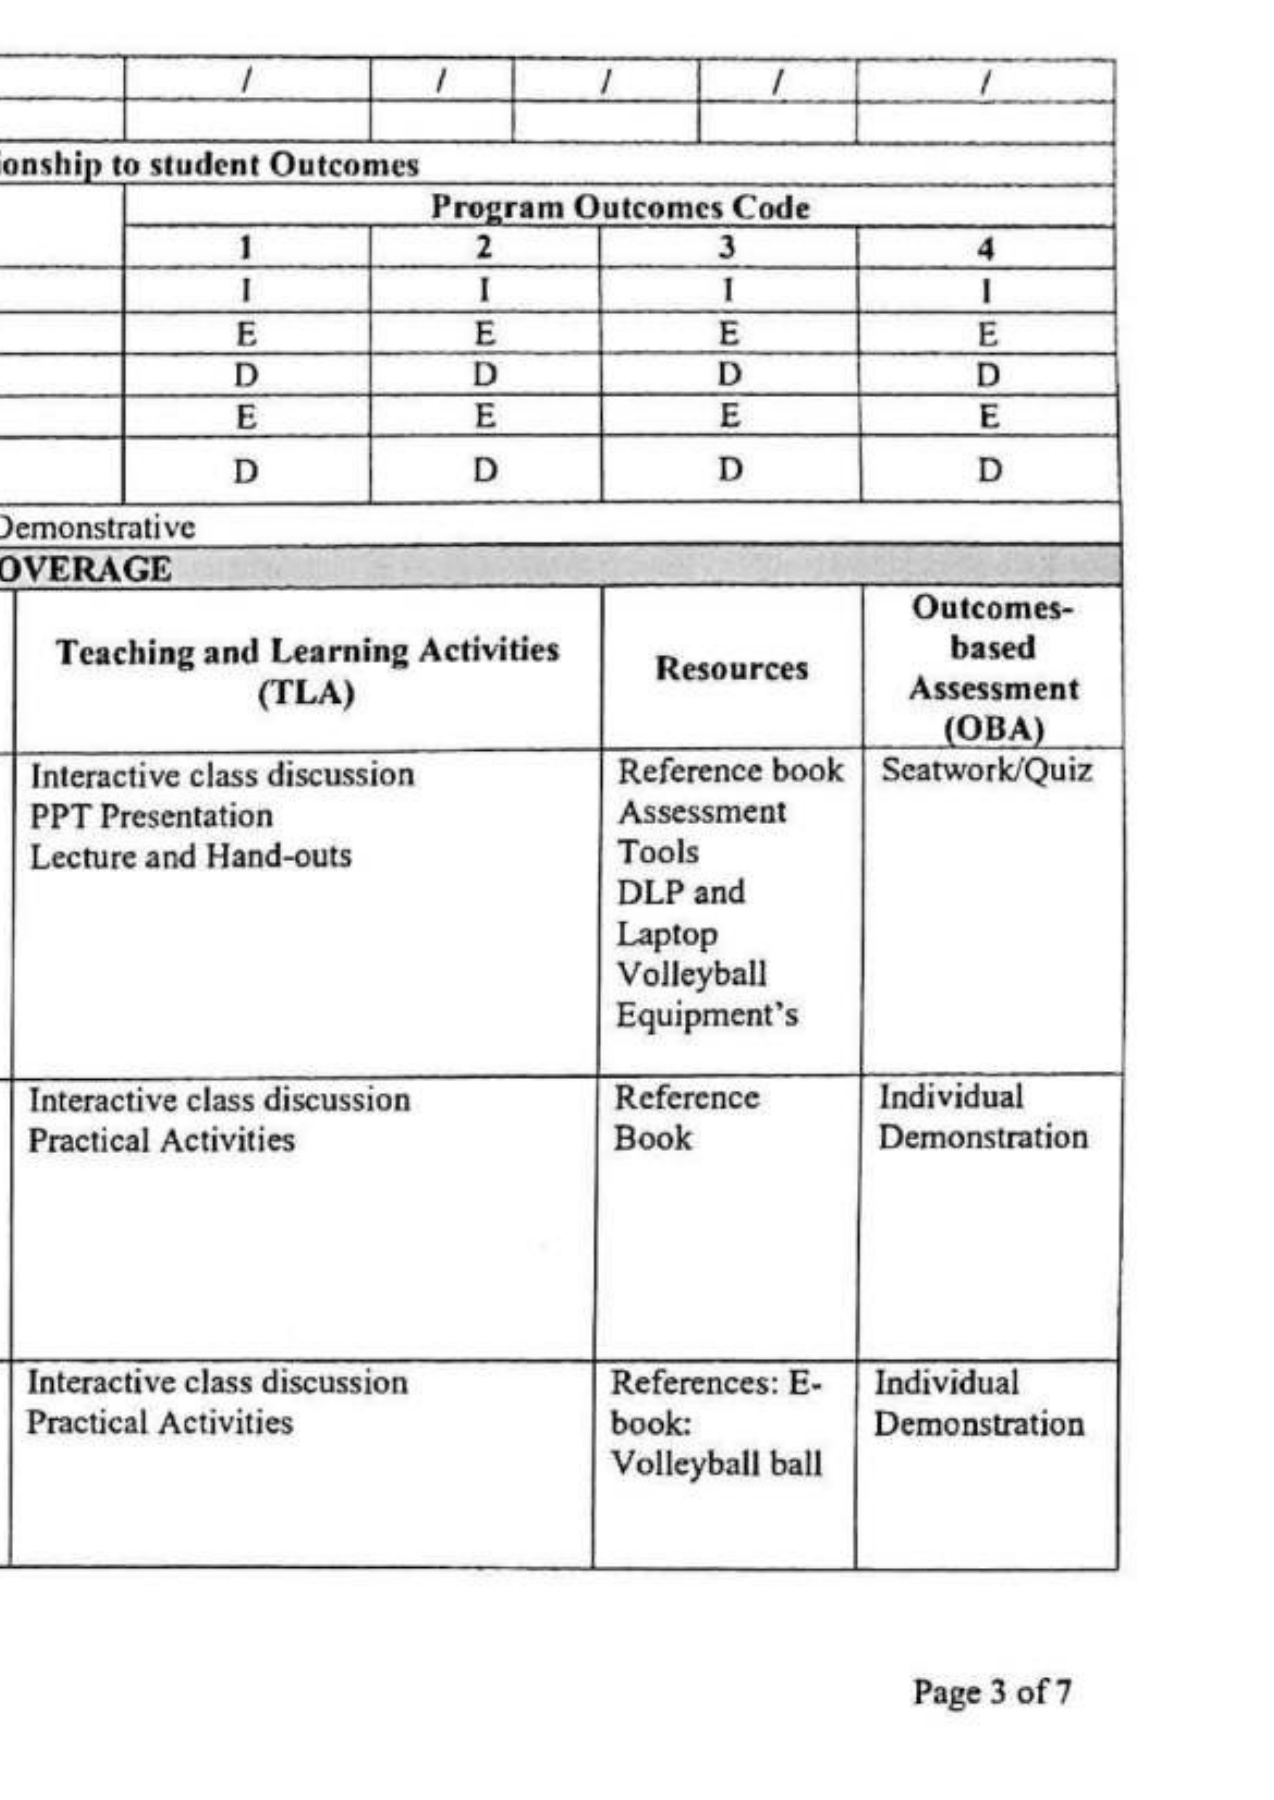 / / / / /
ionship to student Outcomes
Program Outcomes Code
1 2 3 4
I I I I
E E E E
D D D D
E E E E
D D D D
Demonstrative
OVERAGE
Teaching and Learning Activities
(TLA)
Resources
Outcomes-
based
Assessment
(OBA)
Interactive class discussion
PPT Presentation
Lecture and Hand-outs
Reference book
Assessment
Tools
DLP and
Laptop
Volleyball
Equipment's
Seatwork/Quiz
Interactive class discussion
Practical Activities
Reference
Book
Individual
Demonstration
Interactive class discussion
Practical Activities
References: E-
book:
Volleyball ball
Individual
Demonstration
Page 3 of 7